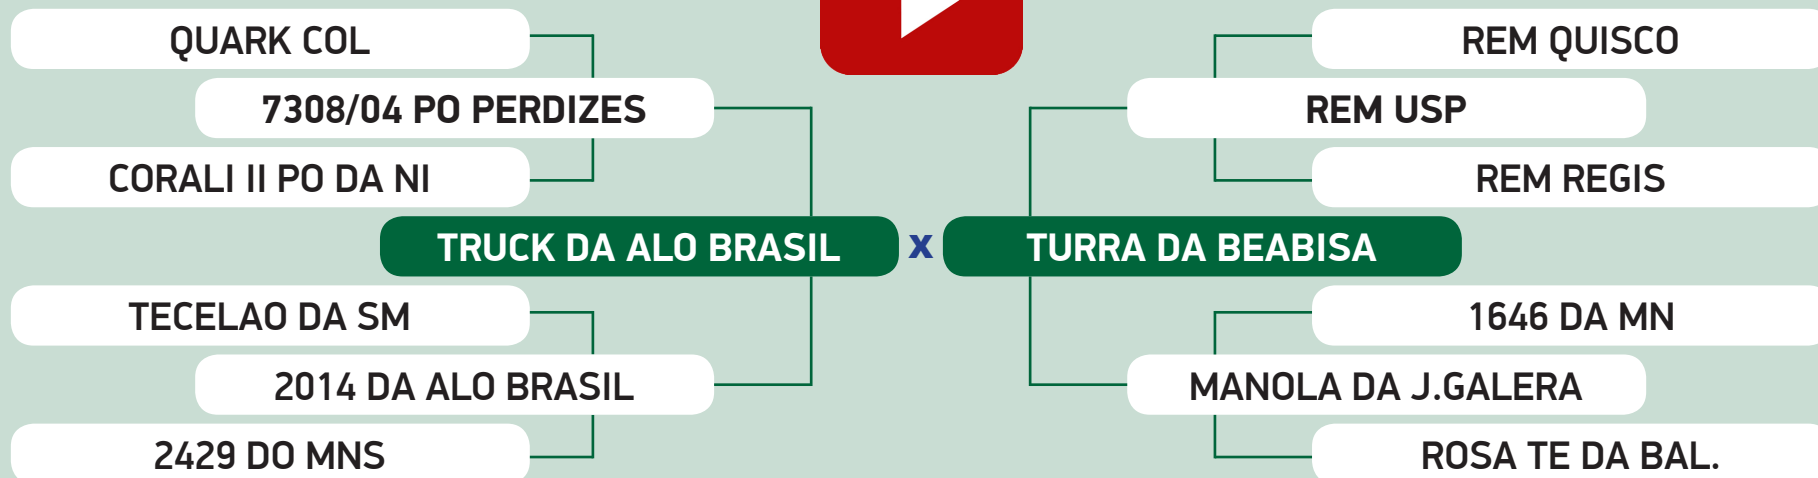 QUARK COL
REM QUISCO
7308/04 PO PERDIZES
REM USP
CORALI II PO DA NI
REM REGIS
TRUCK DA ALO BRASIL x TURRA DA BEABISA
TECELAO DA SM
1646 DA MN
2014 DA ALO BRASIL
MANOLA DA J.GALERA
2429 DO MNS
ROSA TE DA BAL.